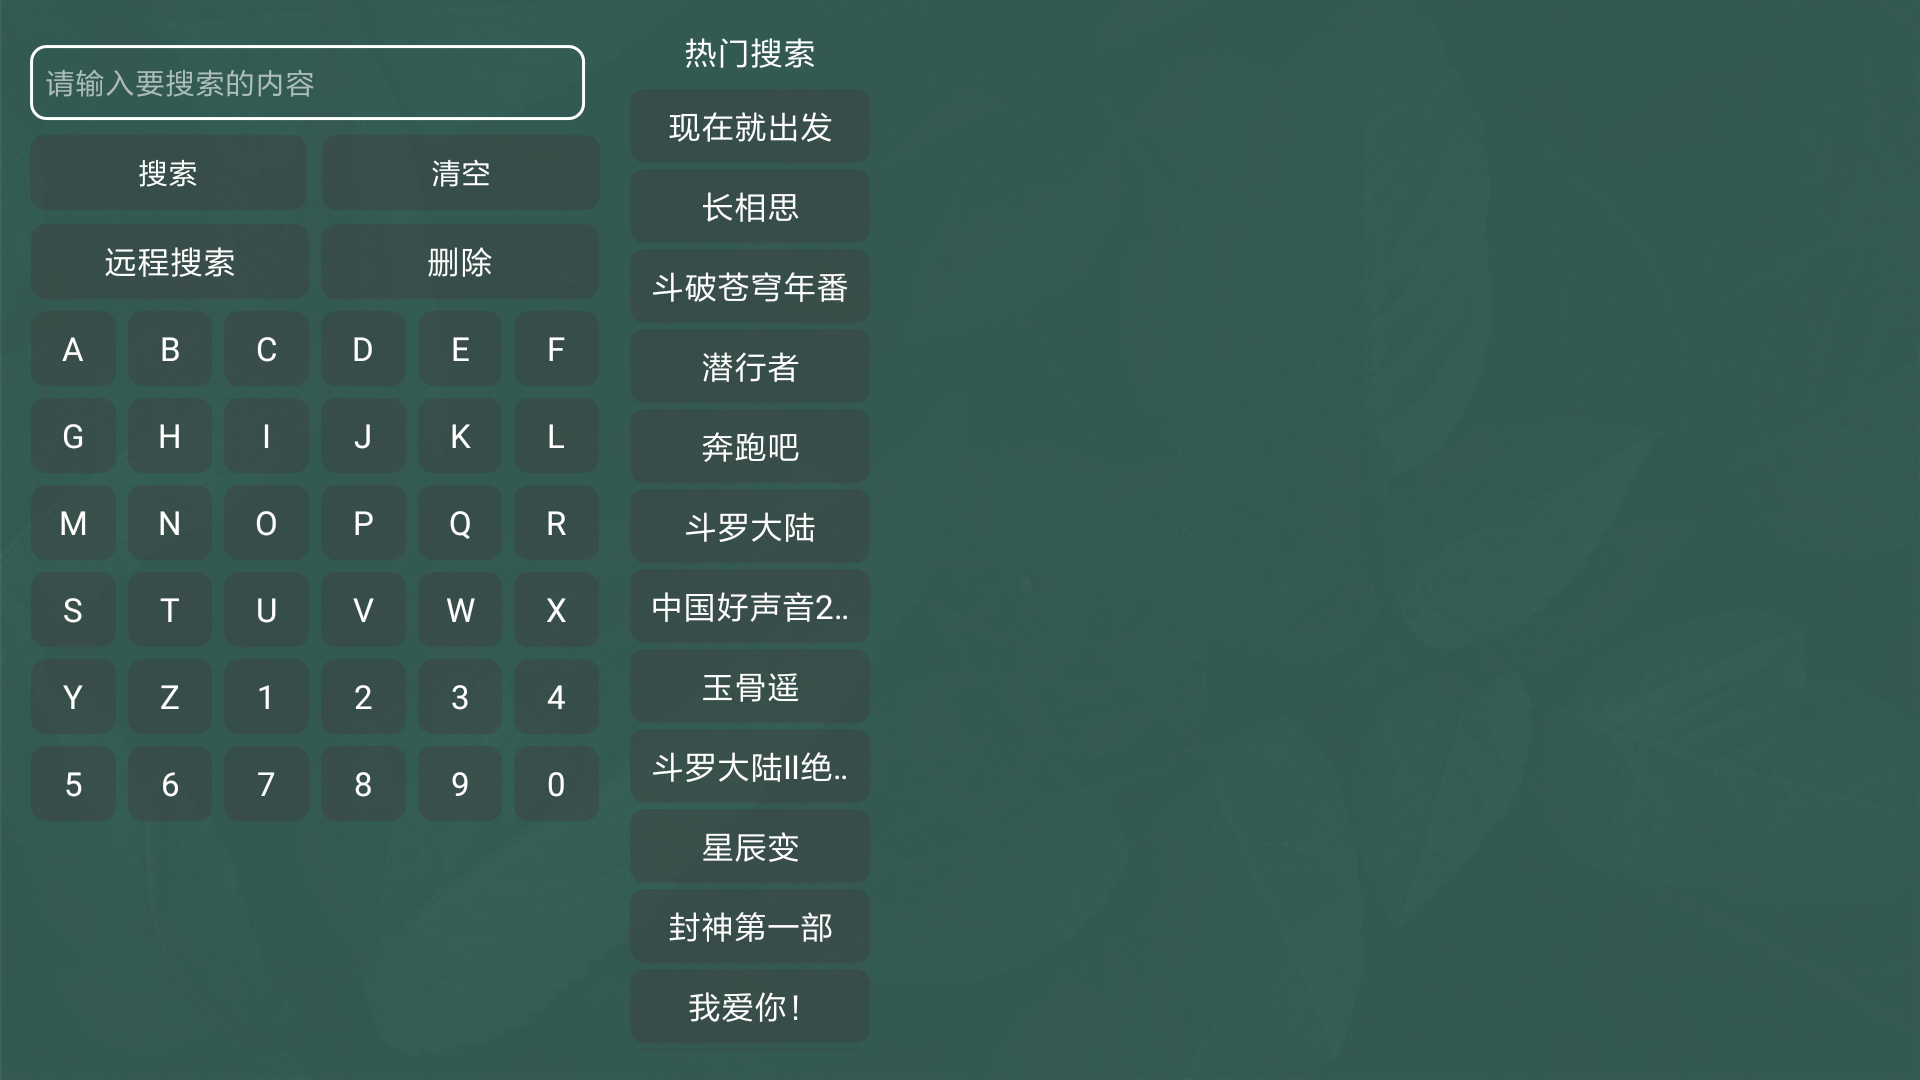 请输入要搜索的内容
搜索 清空
远程搜索 删除
A B C D E F
G H I J K L
M N O P Q R
S T U V W X
Y Z 1 2 3 4
5 6 7 8 9 0
热门搜索
现在就出发
长相思
斗破苍穹年番
潜行者
奔跑吧
斗罗大陆
中国好声音2..
玉骨遥
斗罗大陆II绝..
星辰变
封神第一部
我爱你！